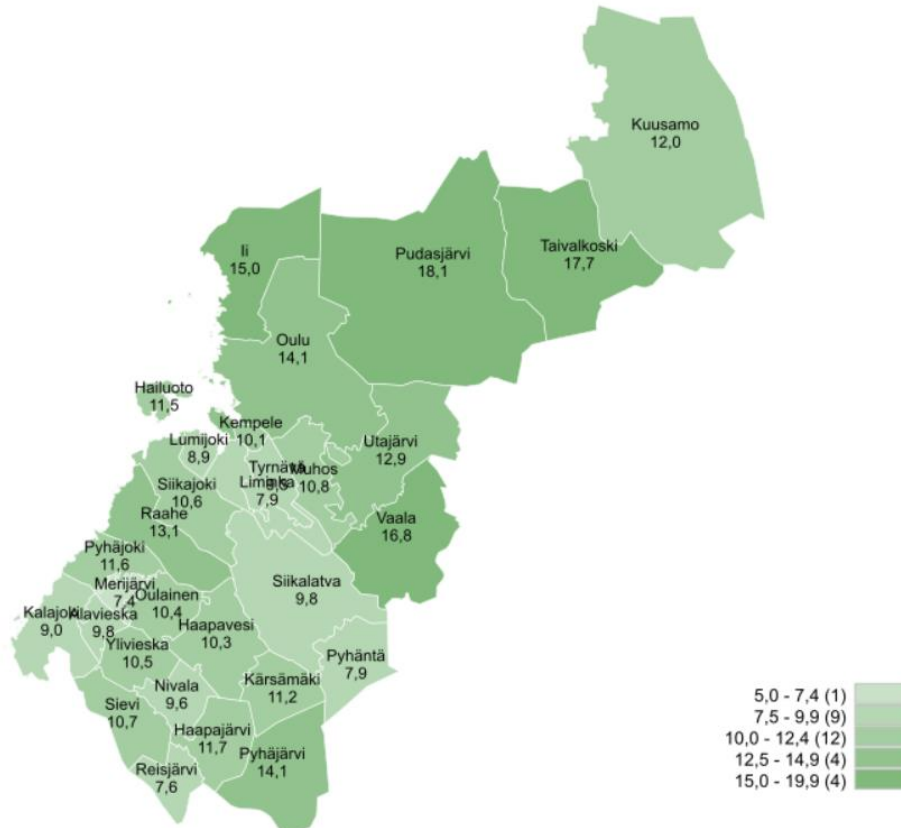 Kuusamo
12,0
Taivalkoski
17,7
Pudasjärvi
18,1
Ii
15,0
Oulu
14,1
Hailuoto
11,5
Kempele
10,1
Lumijoki
8,9
Utajärvi
12,9
Tyrnävä
Muhos
10,8
Liminka
7,9
Siikajoki
10,6
Raahe
13,1
Vaala
16,8
Pyhäjoki
11,6
Siikalatva
9,8
Merijärvi
7,4
Oulainen
10,4
Kalajoki
9,0
Alavieska
9,8
Haapavesi
10,3
Ylivieska
10,5
Pyhäntä
7,9
Kärsämäki
11,2
Nivala
9,6
Sievi
10,7
Haapajärvi
11,7
Pyhäjärvi
14,1
Reisjärvi
7,6
5,0 - 7,4 (1)
7,5 - 9,9 (9)
10,0 - 12,4 (12)
12,5 - 14,9 (4)
15,0 - 19,9 (4)